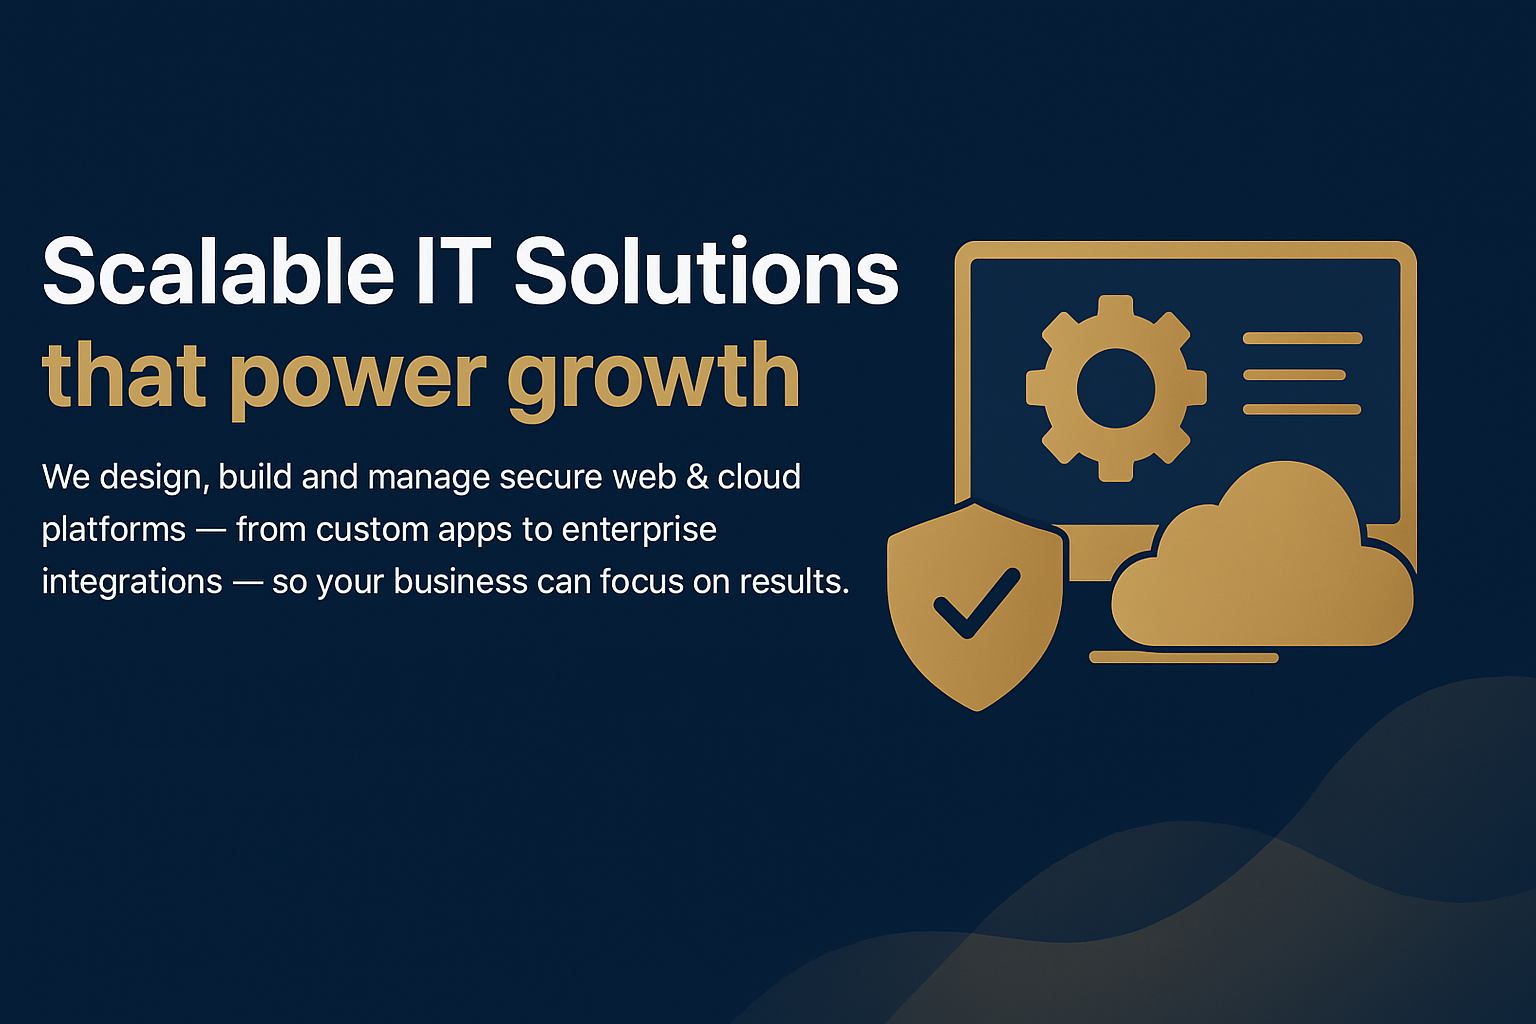 Scalable IT Solutions
that power growth
We design, build and manage secure web & cloud
platforms — from custom apps to enterprise
integrations — so your business can focus on results.